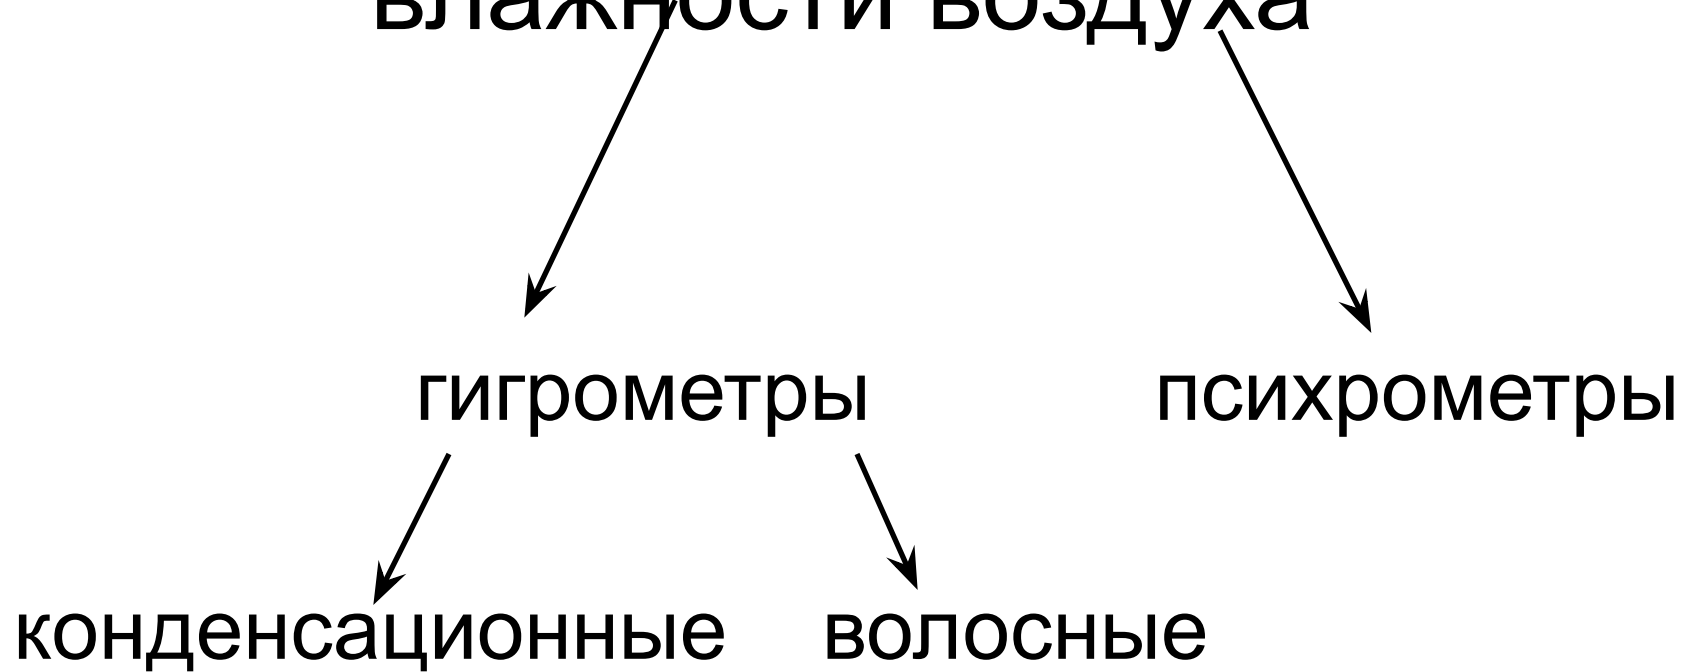 влажности воздуха
гигрометры психрометры
конденсационные волосные